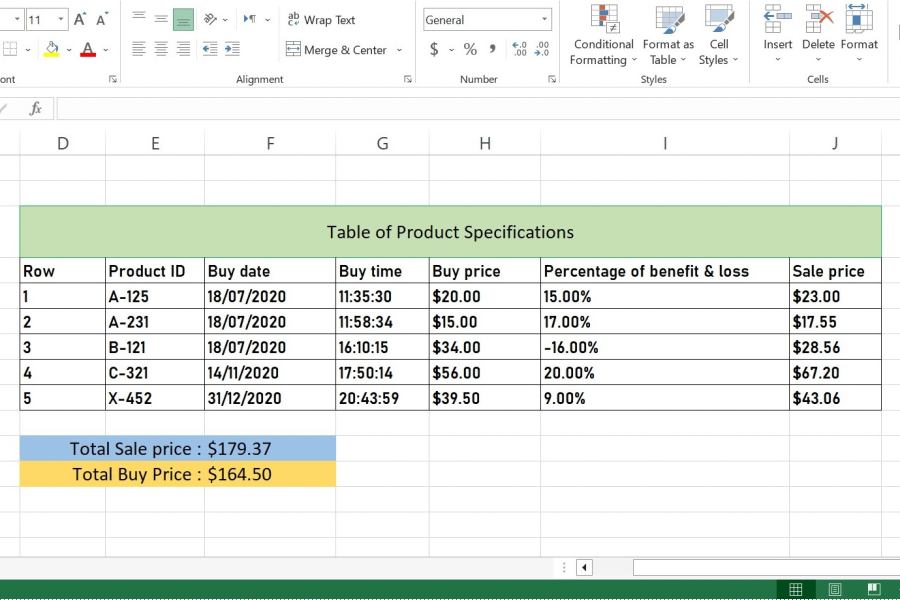 11 A A Wrap Text General
Merge & Center $ % , .00 .00
Conditional Formatting Format as Table Cell Styles Insert Delete Format
ont Alignment Number Styles Cells
fx
D E F G H I J
Table of Product Specifications
Row Product ID Buy date Buy time Buy price Percentage of benefit & loss Sale price
1 A-125 18/07/2020 11:35:30 $20.00 15.00% $23.00
2 A-231 18/07/2020 11:58:34 $15.00 17.00% $17.55
3 B-121 18/07/2020 16:10:15 $34.00 -16.00% $28.56
4 C-321 14/11/2020 17:50:14 $56.00 20.00% $67.20
5 X-452 31/12/2020 20:43:59 $39.50 9.00% $43.06
Total Sale price : $179.37
Total Buy Price : $164.50